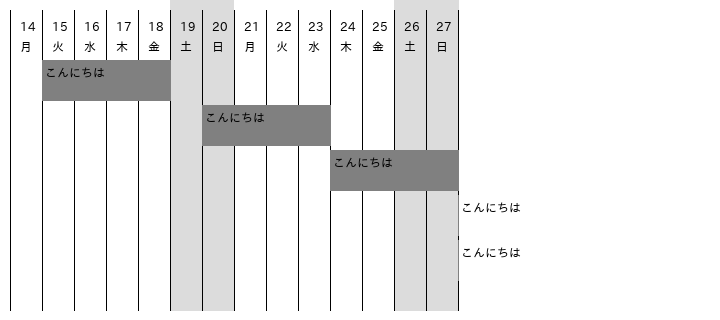 14 15 16 17 18 19 20 21 22 23 24 25 26 27
月 火 水 木 金 土 日 月 火 水 木 金 土 日
こんにちは
こんにちは
こんにちは
こんにちは
こんにちは